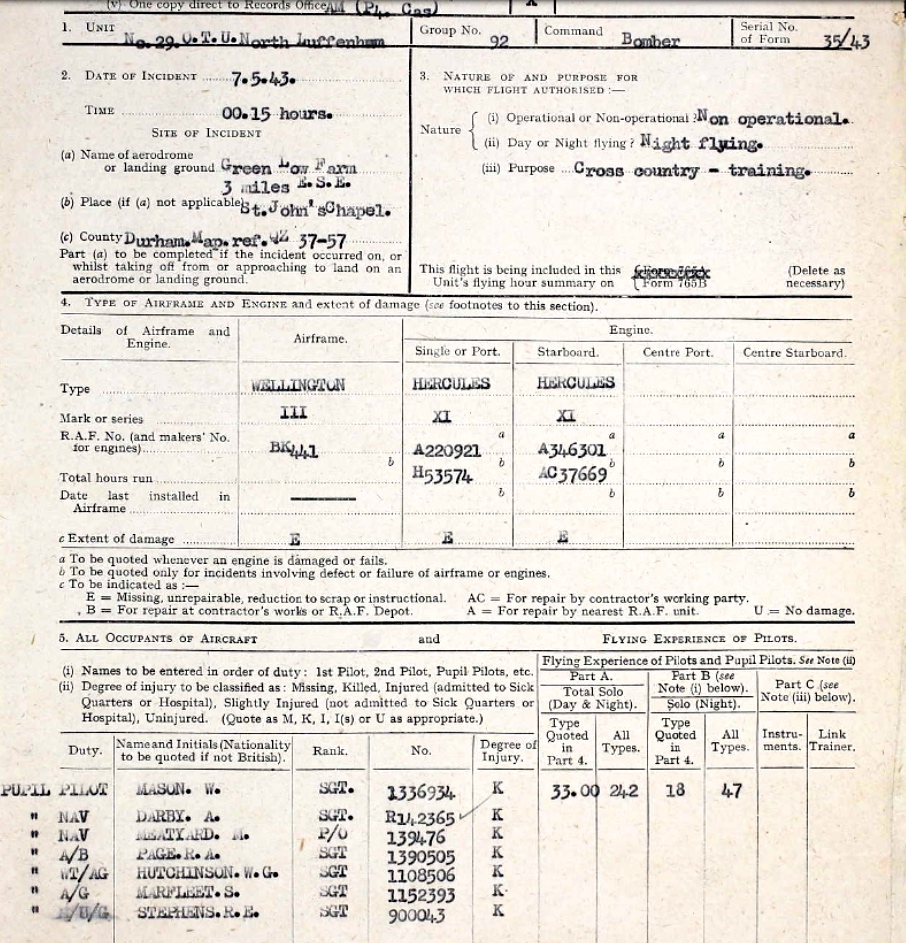 (v) One copy direct to Records Office AM (P4. Cas)
1. UNIT No.29.O.T.U.North Luffenham
Group No. 92
Command Bomber
Serial No. of Form 35/43
2. DATE OF INCIDENT 7.5.43.
TIME 00.15 hours.
SITE OF INCIDENT
(a) Name of aerodrome
or landing ground Green Low Farm
3 miles E.S.E.
(b) Place (if (a) not applicable) St.John'sChapel.
(c) County Durham.Map.ref.QZ 37-57
Part (a) to be completed if the incident occurred on, or
whilst taking off from or approaching to land on an
aerodrome or landing ground.
3. NATURE OF AND PURPOSE FOR
WHICH FLIGHT AUTHORISED :—
Nature
(i) Operational or Non-operational ? Non operational.
(ii) Day or Night flying ? Night flying.
(iii) Purpose Cross country - training.
This flight is being included in this
Unit's flying hour summary on
Form 765B
(Delete as
necessary)
4. TYPE OF AIRFRAME AND ENGINE and extent of damage (see footnotes to this section).
Details of Airframe and
Engine.
Airframe.
Engine.
Single or Port. Starboard. Centre Port. Centre Starboard.
Type WELLINGTON HERCULES HERCULES
Mark or series III XI XI
R.A.F. No. (and makers' No.
for engines) BK441 a A220921 a A346301 a a
Total hours run b H53574 b AC37669 b b b
Date last installed in
Airframe b b b b
c Extent of damage E E E
a To be quoted whenever an engine is damaged or fails.
b To be quoted only for incidents involving defect or failure of airframe or engines.
c To be indicated as :—
E = Missing, unrepairable, reduction to scrap or instructional. AC = For repair by contractor's working party.
B = For repair at contractor's works or R.A.F. Depot. A = For repair by nearest R.A.F. unit. U = No damage.
5. ALL OCCUPANTS OF AIRCRAFT and FLYING EXPERIENCE OF PILOTS.
(i) Names to be entered in order of duty : 1st Pilot, 2nd Pilot, Pupil Pilots, etc.
(ii) Degree of injury to be classified as : Missing, Killed, Injured (admitted to Sick
Quarters or Hospital), Slightly Injured (not admitted to Sick Quarters or
Hospital), Uninjured. (Quote as M, K, I, I(s) or U as appropriate.)
Flying Experience of Pilots and Pupil Pilots. See Note (ii)
Part A.
Total Solo
(Day & Night).
Part B (see
Note (i) below).
Solo (Night).
Part C (see
Note (iii) below).
Duty.
Name and Initials (Nationality
to be quoted if not British).
Rank.
No.
Degree of
Injury.
Type
Quoted
in
Part 4.
All
Types.
Type
Quoted
in
Part 4.
All
Types.
Instru-
ments.
Link
Trainer.
PUPIL PILOT MASON. W. SGT. 1336934 K 33.00 242 18 47
" NAV DARBY. A. SGT. R142365 K
" NAV MEATYARD. M. P/O 139476 K
" A/B PAGE.R.A. SGT 1390505 K
" WT/AG HUTCHINSON.W.G. SGT 1108506 K
" A/G MARFLEET.S. SGT 1152393 K
" M/U/G STEPHENS.R.E. SGT 900043 K